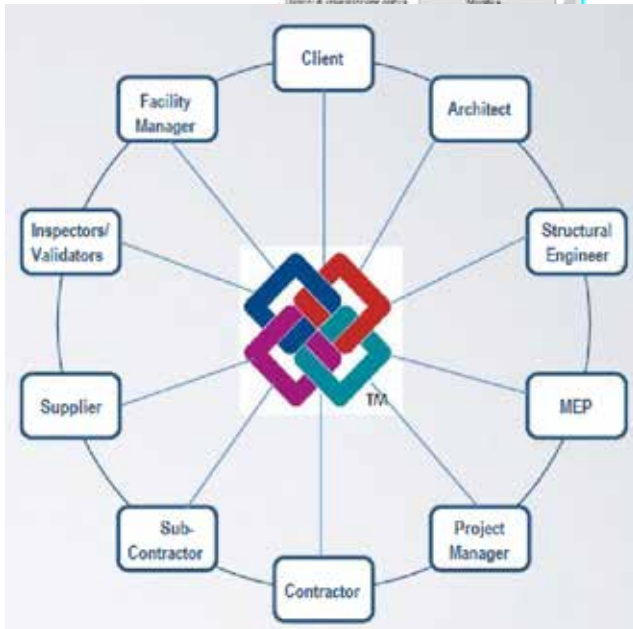 Client
Facility
Manager
Architect
Inspectors/
Validators
Structural
Engineer
TM
Supplier
MEP
Sub-
Contractor
Project
Manager
Contractor